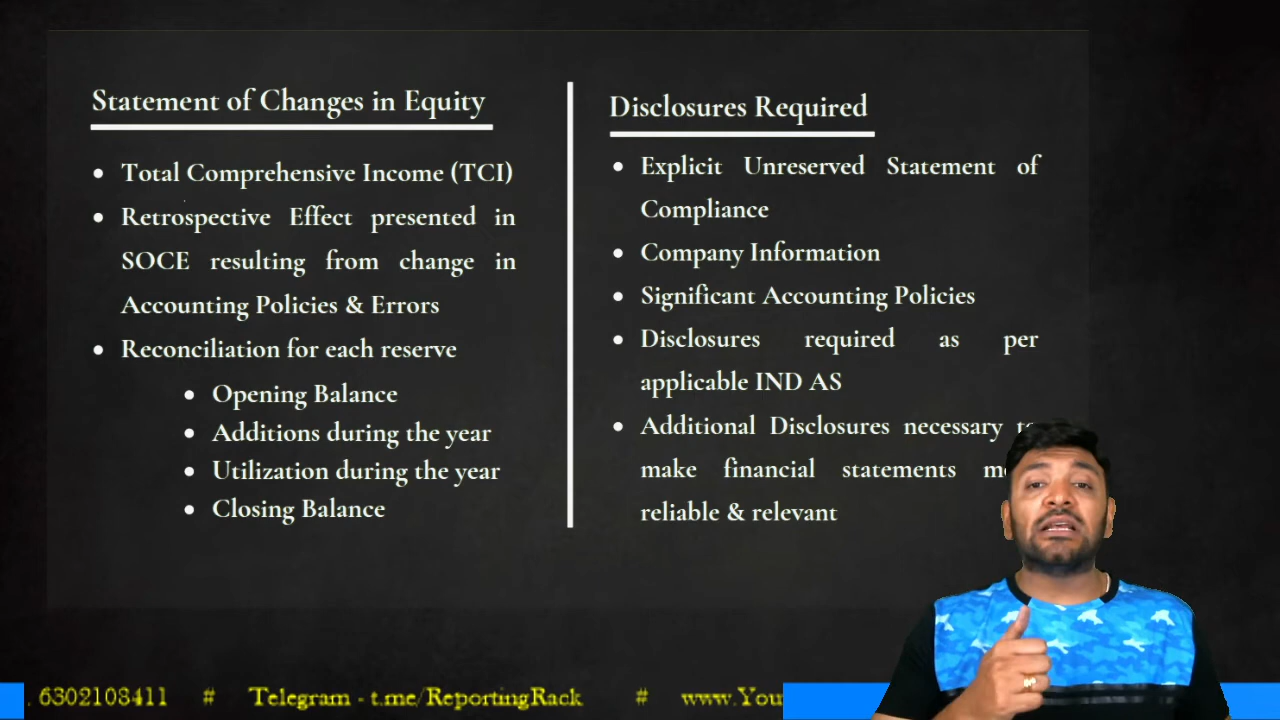 Statement of Changes in Equity
Total Comprehensive Income (TCI)
Retrospective Effect presented in
SOCE resulting from change in
Accounting Policies & Errors
Reconciliation for each reserve
Opening Balance
Additions during the year
Utilization during the year
Closing Balance
Disclosures Required
Explicit Unreserved Statement of
Compliance
Company Information
Significant Accounting Policies
Disclosures required as per
applicable IND AS
Additional Disclosures necessary
make financial statements
reliable & relevant
. 6302108411 # Telegram - t.me/ReportingRack # www.You